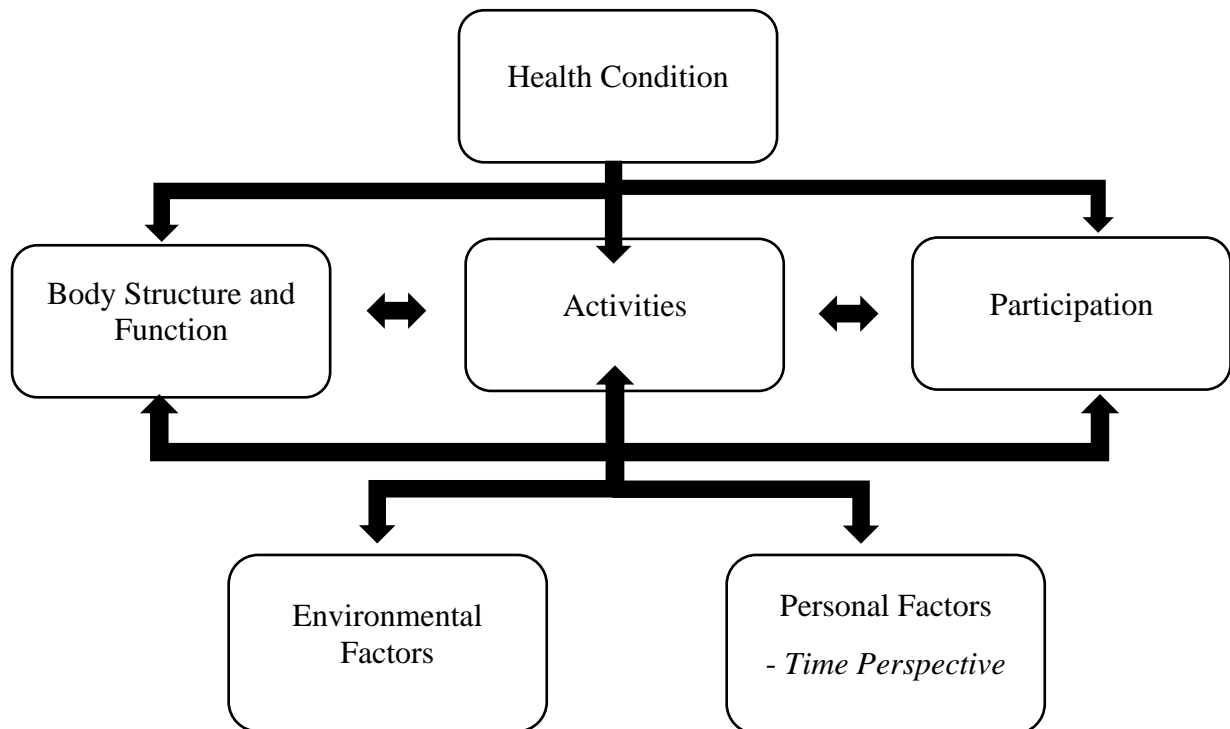 Health Condition
Body Structure and
Function
Activities
Participation
Environmental
Factors
Personal Factors
- Time Perspective